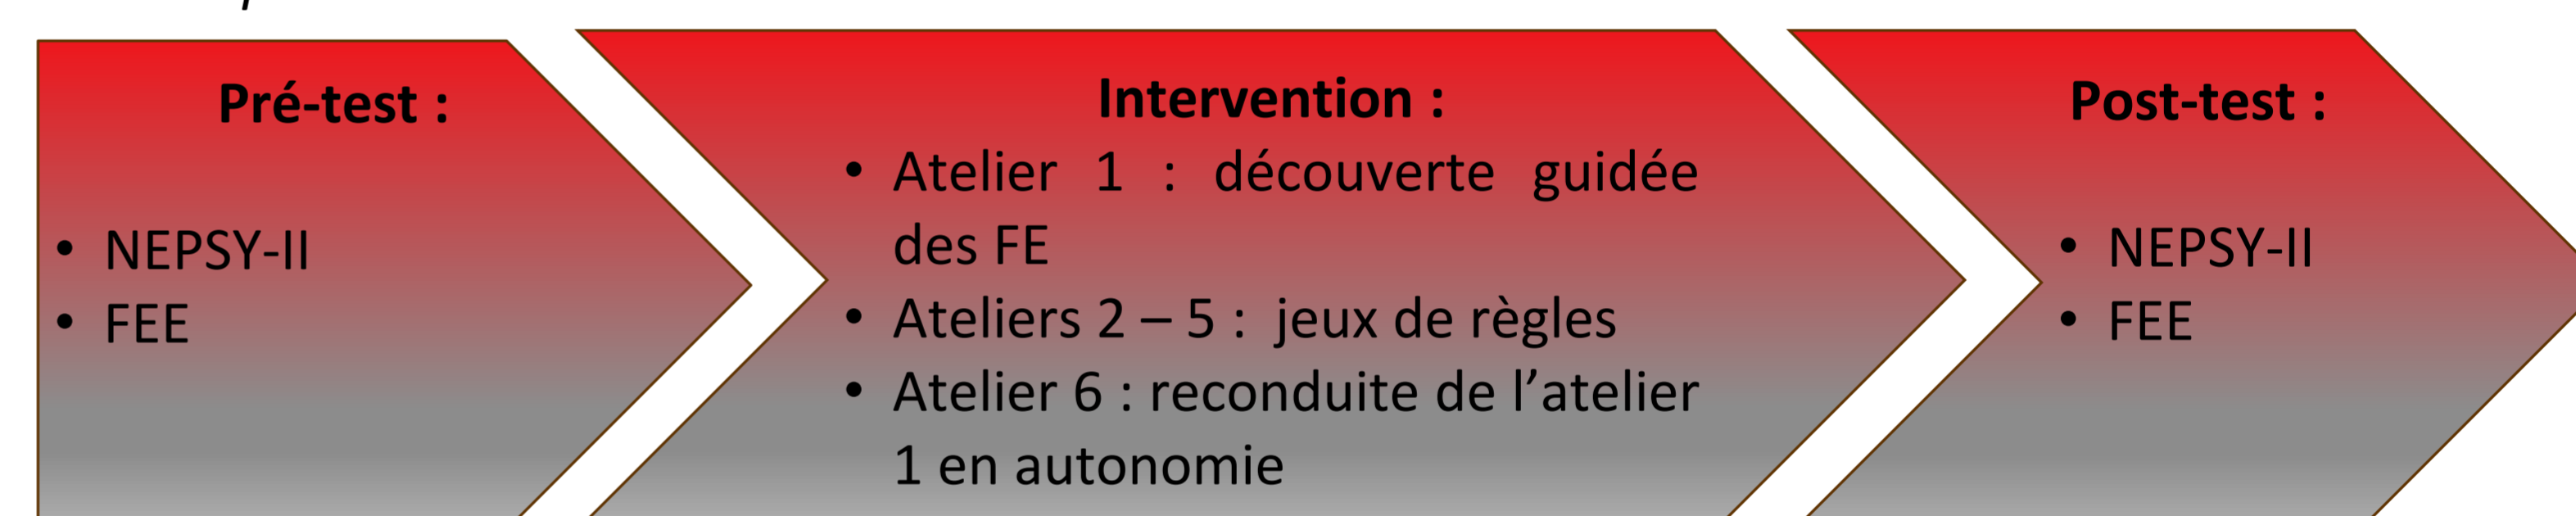 Pré-test :
• NEPSY-II
• FEE
Intervention :
• Atelier 1 : découverte guidée
des FE
• Ateliers 2 – 5 : jeux de règles
• Atelier 6 : reconduite de l’atelier
1 en autonomie
Post-test :
• NEPSY-II
• FEE